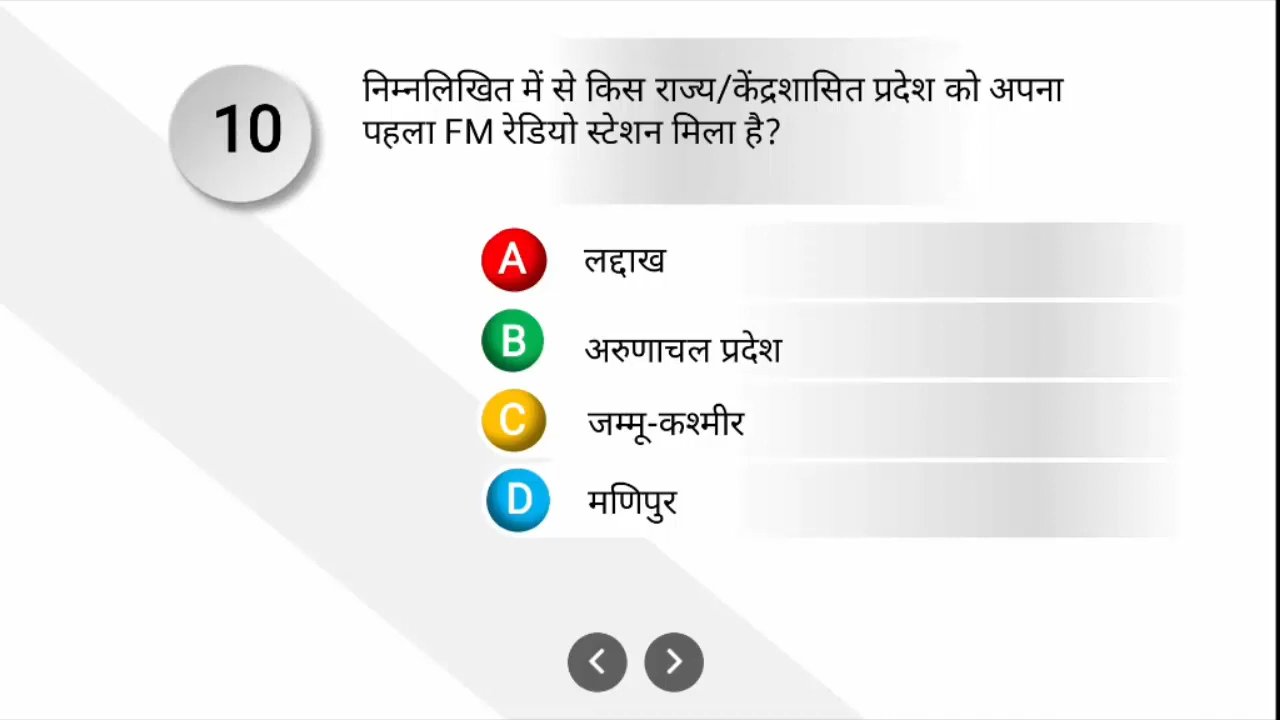 10
निम्नलिखित में से किस राज्य/केंद्रशासित प्रदेश को अपना
पहला FM रेडियो स्टेशन मिला है?
A लद्दाख
B अरुणाचल प्रदेश
C जम्मू-कश्मीर
D मणिपुर